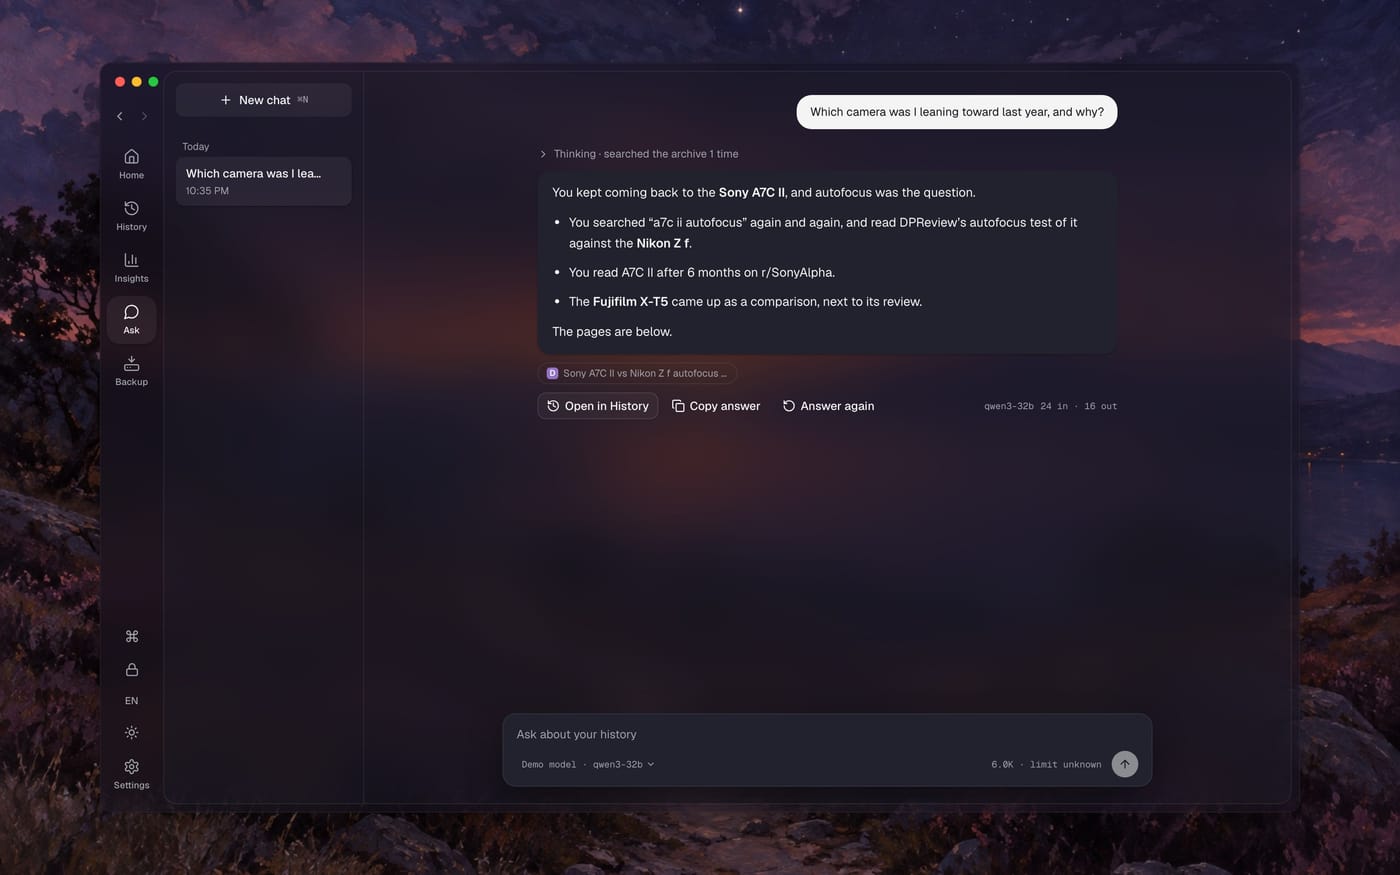 New chat ⌘N
Today
Which camera was I lea...
10:35 PM
Home
History
Insights
Ask
Backup
⌘
EN
Settings
Which camera was I leaning toward last year, and why?
Thinking · searched the archive 1 time
You kept coming back to the Sony A7C II, and autofocus was the question.
• You searched “a7c ii autofocus” again and again, and read DPReview’s autofocus test of it
against the Nikon Z f.
• You read A7C II after 6 months on r/SonyAlpha.
• The Fujifilm X-T5 came up as a comparison, next to its review.
The pages are below.
D Sony A7C II vs Nikon Z f autofocus ...
Open in History Copy answer Answer again qwen3-32b 24 in · 16 out
Ask about your history
Demo model · qwen3-32b 6.0K · limit unknown